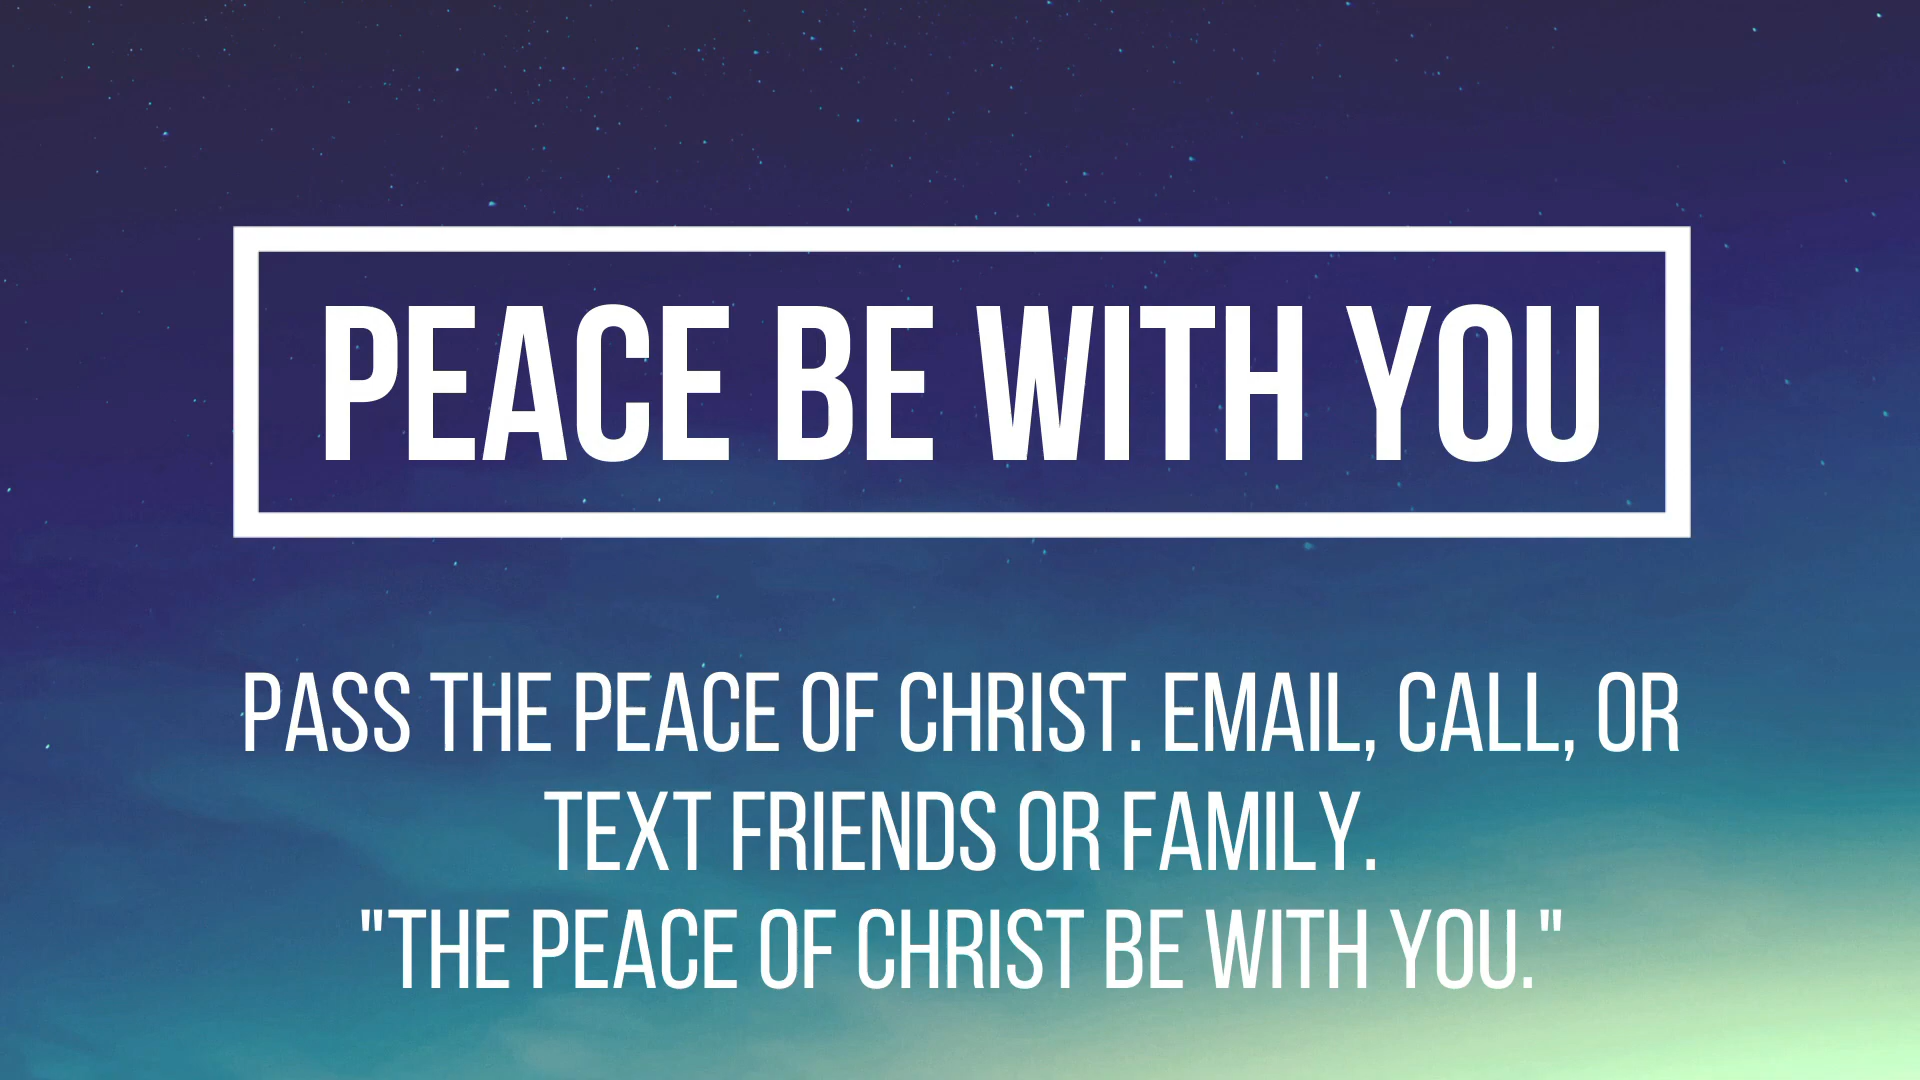 PEACE BE WITH YOU
PASS THE PEACE OF CHRIST. EMAIL, CALL, OR
TEXT FRIENDS OR FAMILY.
"THE PEACE OF CHRIST BE WITH YOU."